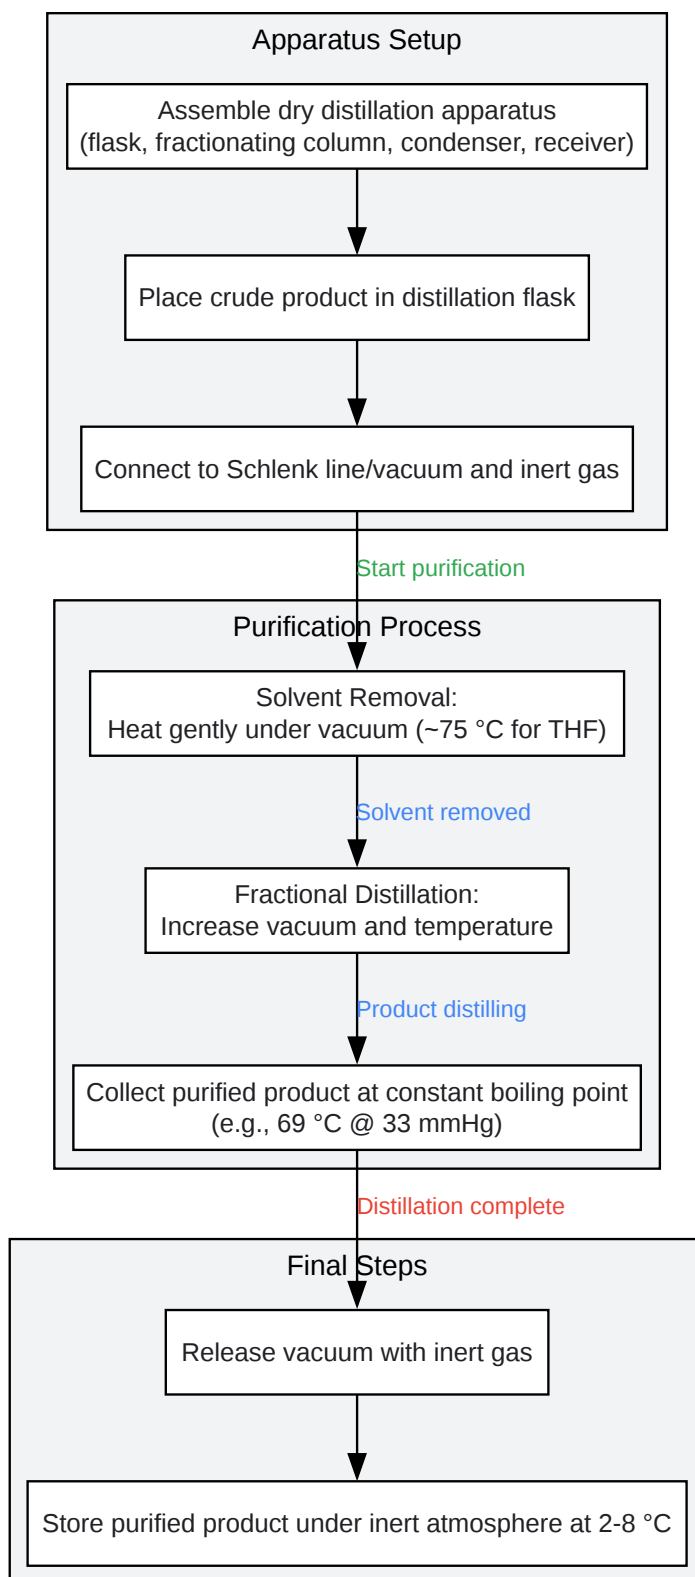 Apparatus Setup
Assemble dry distillation apparatus
(flask, fractionating column, condenser, receiver)
Place crude product in distillation flask
Connect to Schlenk line/vacuum and inert gas
Start purification
Purification Process
Solvent Removal:
Heat gently under vacuum (~75 °C for THF)
Solvent removed
Fractional Distillation:
Increase vacuum and temperature
Product distilling
Collect purified product at constant boiling point
(e.g., 69 °C @ 33 mmHg)
Distillation complete
Final Steps
Release vacuum with inert gas
Store purified product under inert atmosphere at 2-8 °C